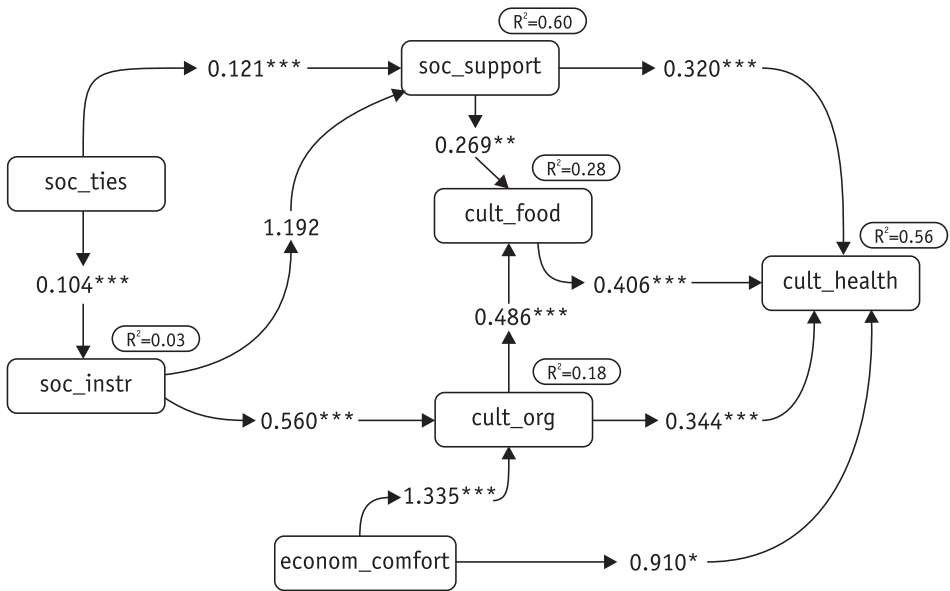 R²=0.60
0.121***
soc_support
0.320***
0.269**
R²=0.28
soc_ties
cult_food
1.192
R²=0.56
0.104***
0.406***
cult_health
0.486***
R²=0.03
R²=0.18
soc_instr
0.560***
cult_org
0.344***
1.335***
econom_comfort
0.910*